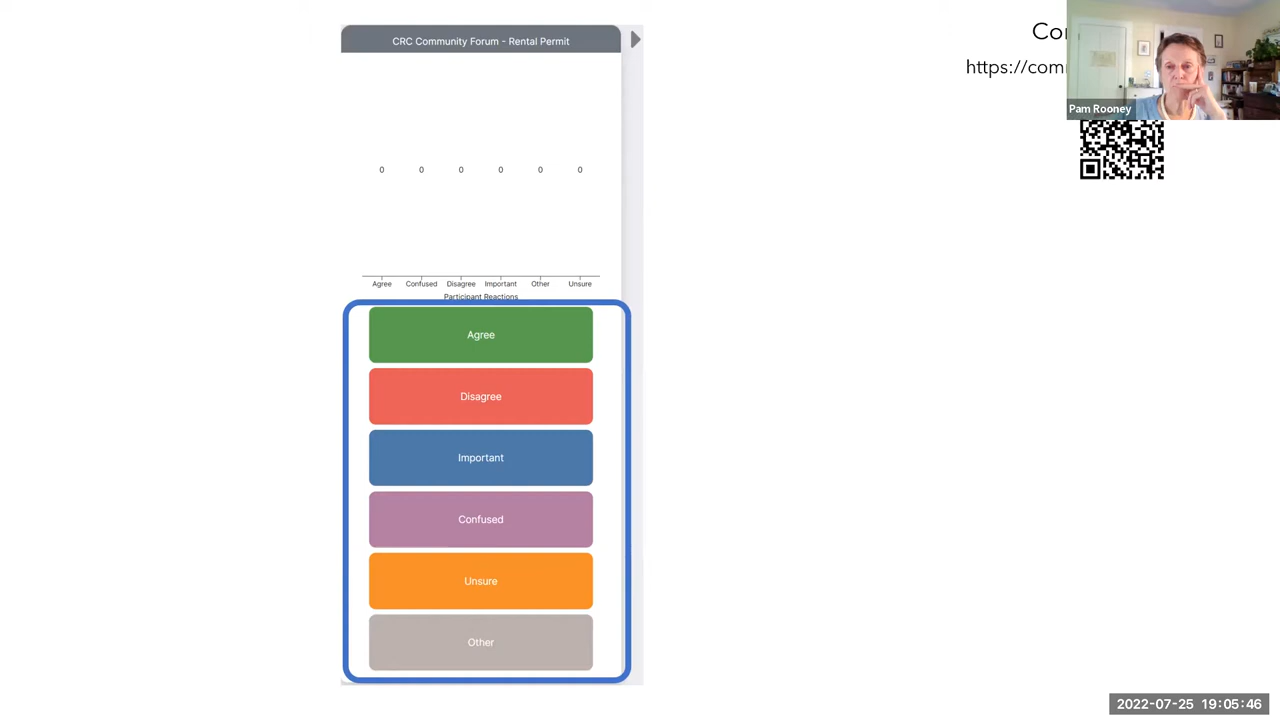 CRC Community Forum - Rental Permit
0 0 0 0 0 0
Agree Confused Disagree Important Other Unsure
Participant Reactions
Agree
Disagree
Important
Confused
Unsure
Other
https://com
Pam Rooney
2022-07-25 19:05:46